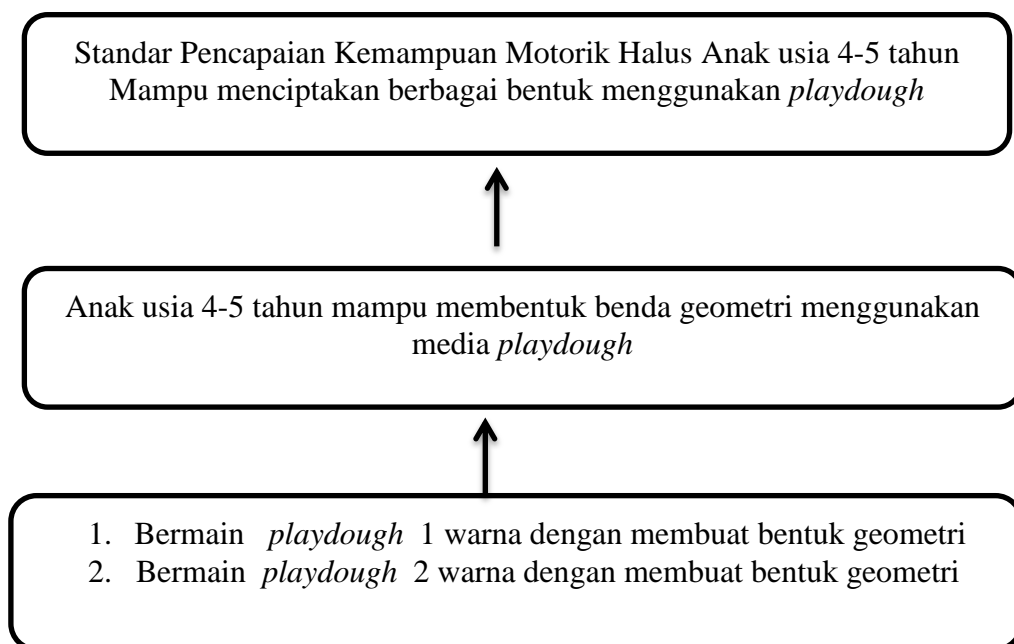 Standar Pencapaian Kemampuan Motorik Halus Anak usia 4-5 tahun
Mampu menciptakan berbagai bentuk menggunakan playdough
Anak usia 4-5 tahun mampu membentuk benda geometri menggunakan
media playdough
1. Bermain playdough 1 warna dengan membuat bentuk geometri
2. Bermain playdough 2 warna dengan membuat bentuk geometri